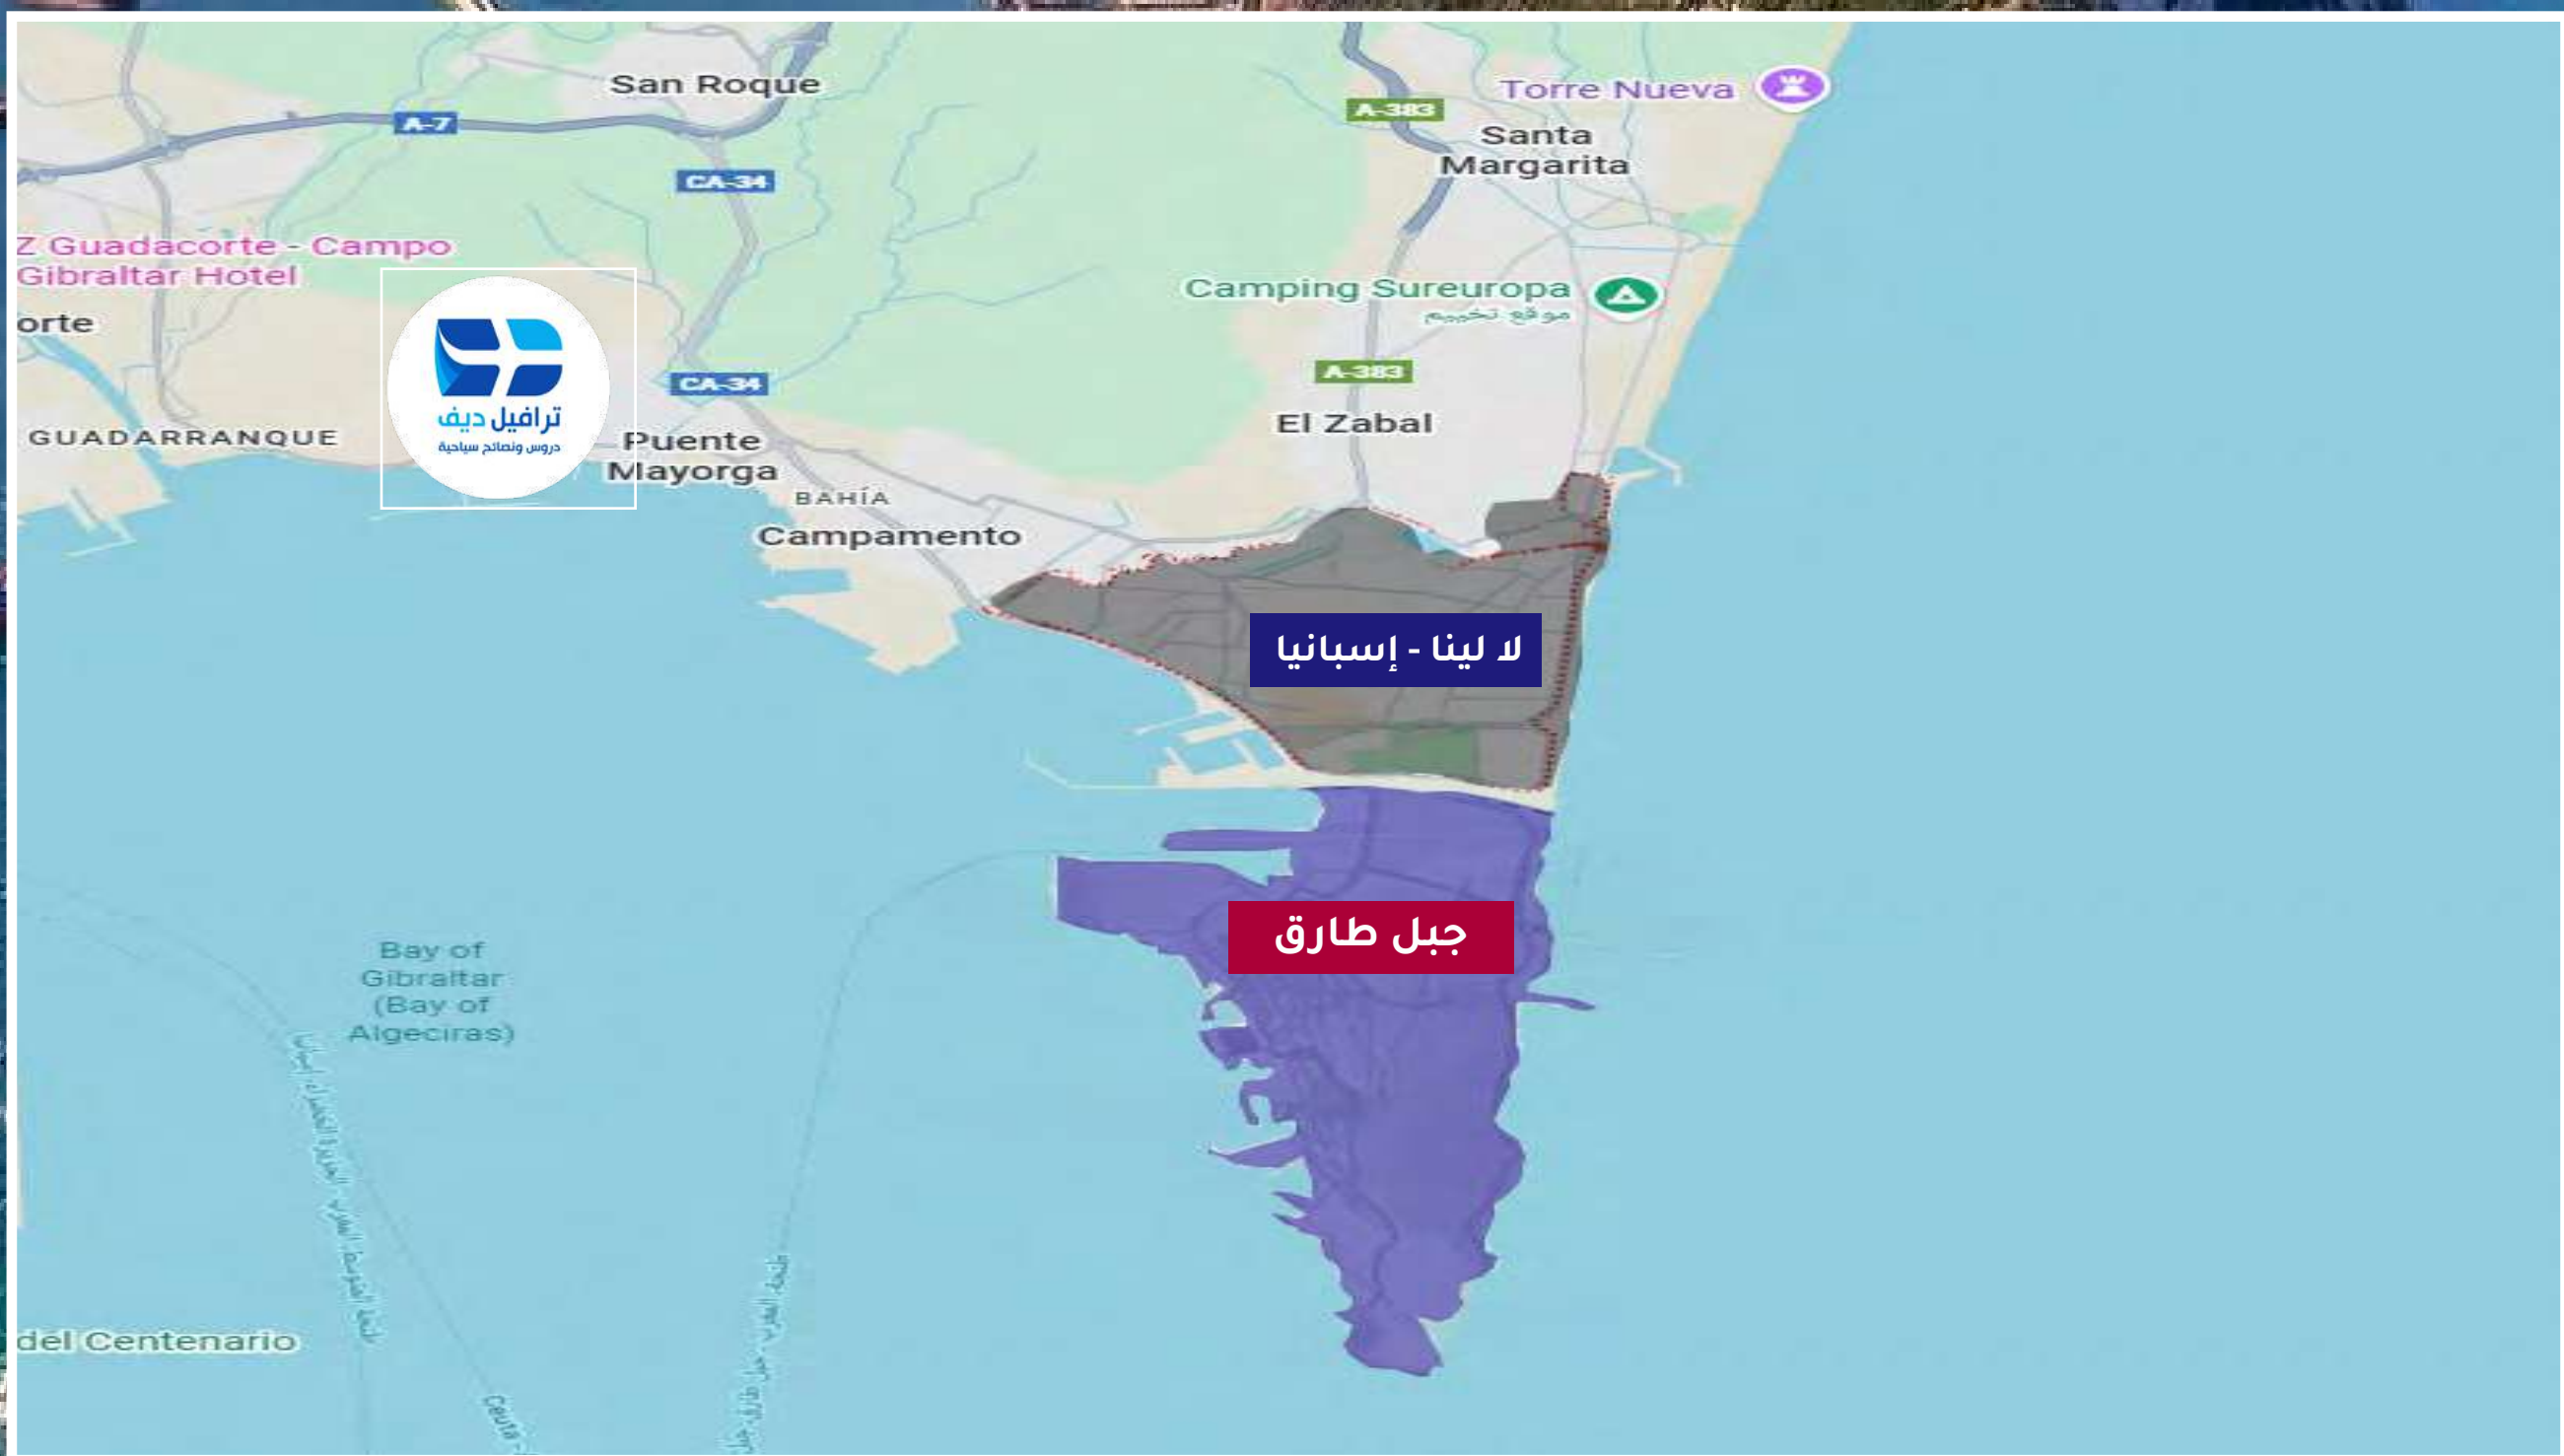 San Roque
Torre Nueva
A-383
A-7
Santa
Margarita
CA-34
Z Guadacorte - Campo
Gibraltar Hotel
Camping Sureuropa
موقع تخييم
orte
A-383
CA-34
ترافيل ديف
دروس ونصائح سياحية
El Zabal
GUADARRANQUE
Puente
Mayorga
BAHÍA
Campamento
لا لينا - إسبانيا
جبل طارق
Bay of
Gibraltar
(Bay of
Algeciras)
del Centenario
Ceuta -